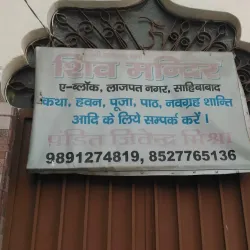 शिव मन्दिर
ए-ब्लॉक, लाजपत नगर, साहिबाबाद
कथा, हवन, पूजा, पाठ, नवग्रह शान्ति
आदि के लिये सम्पर्क करें ।
पंडित जितेन्द्र मिश्रा
9891274819, 8527765136